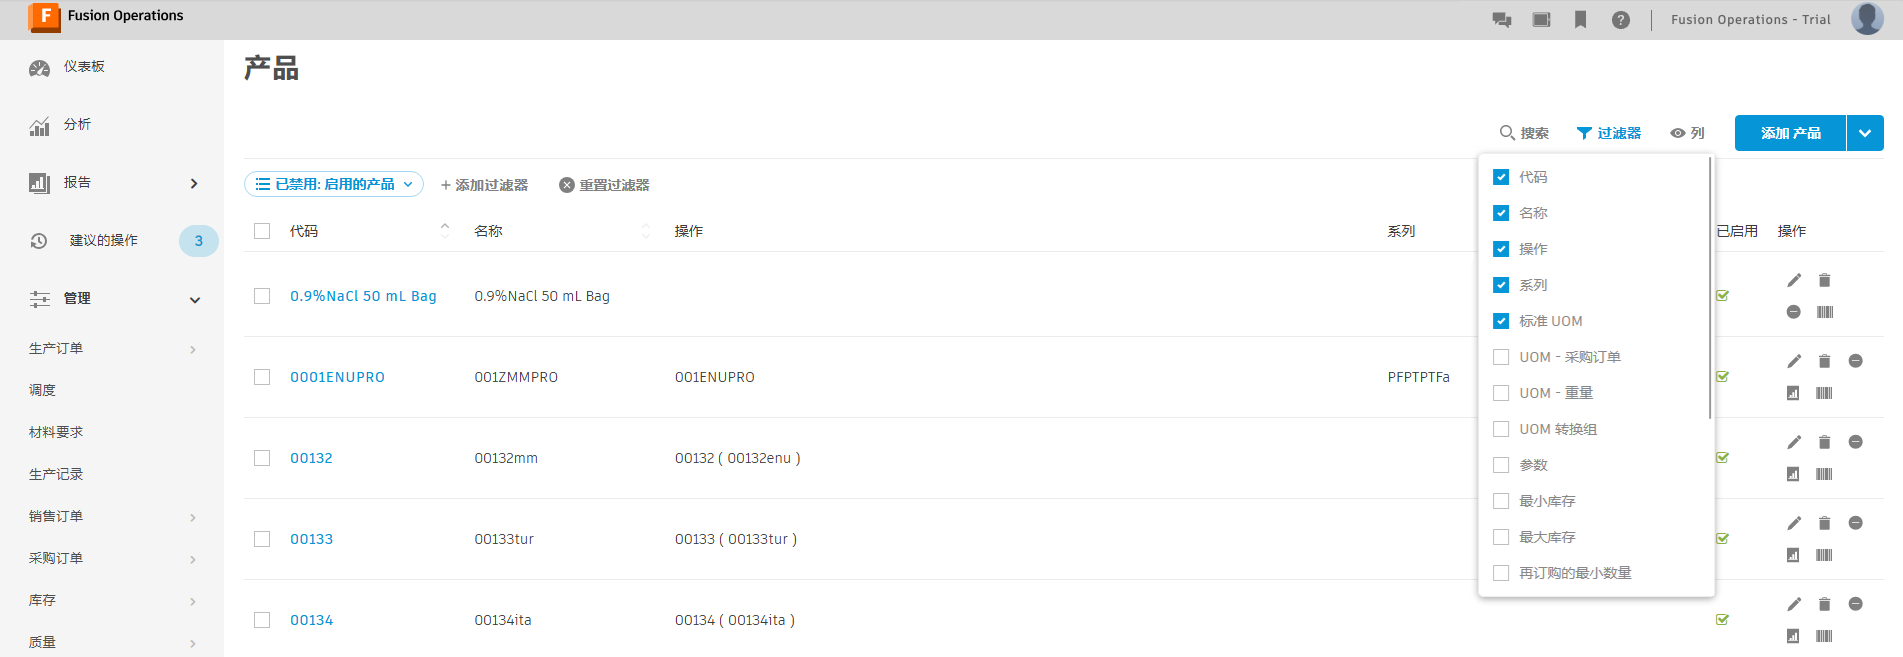 F Fusion Operations
Fusion Operations - Trial
仪表板
分析
报告
建议的操作 3
管理
生产订单
调度
材料要求
生产记录
销售订单
采购订单
库存
质量
产品
搜索 过滤器 列 添加 产品
已禁用: 启用的产品 + 添加过滤器 重置过滤器
代码 名称 操作 系列 已启用 操作
0.9%NaCl 50 mL Bag 0.9%NaCl 50 mL Bag
0001ENUPRO 001ZMMPRO 001ENUPRO PFPTPTFa
00132 00132mm 00132 ( 00132enu )
00133 00133tur 00133 ( 00133tur )
00134 00134ita 00134 ( 00134ita )
代码
名称
操作
系列
标准 UOM
UOM - 采购订单
UOM - 重量
UOM 转换组
参数
最小库存
最大库存
再订购的最小数量